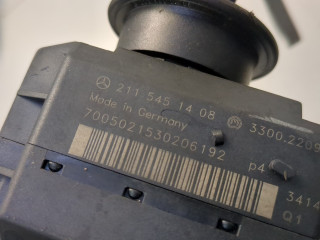 211 545 14 08 3300.2209
Made in Germany
7005021530206192 p4
3414
Q1